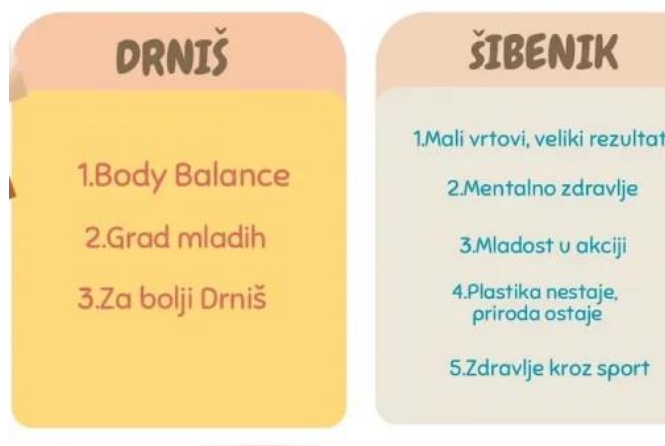 DRNIŠ
1.Body Balance
2.Grad mladih
3.Za bolji Drniš
ŠIBENIK
1.Mali vrtovi, veliki rezultat
2.Mentalno zdravlje
3.Mladost u akciji
4.Plastika nestaje,
priroda ostaje
5.Zdravlje kroz sport